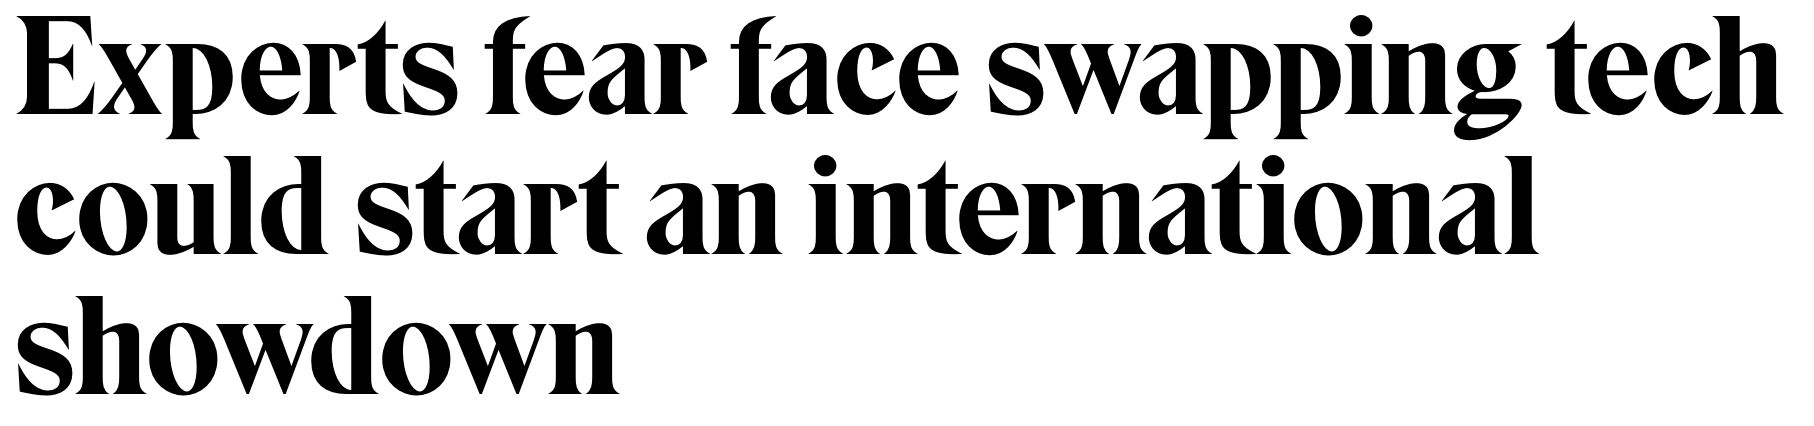 Experts fear face swapping tech
could start an international
showdown